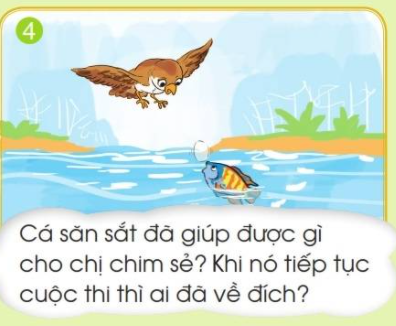 4
Cá săn sắt đã giúp được gì
cho chị chim sẻ? Khi nó tiếp tục
cuộc thi thì ai đã về đích?